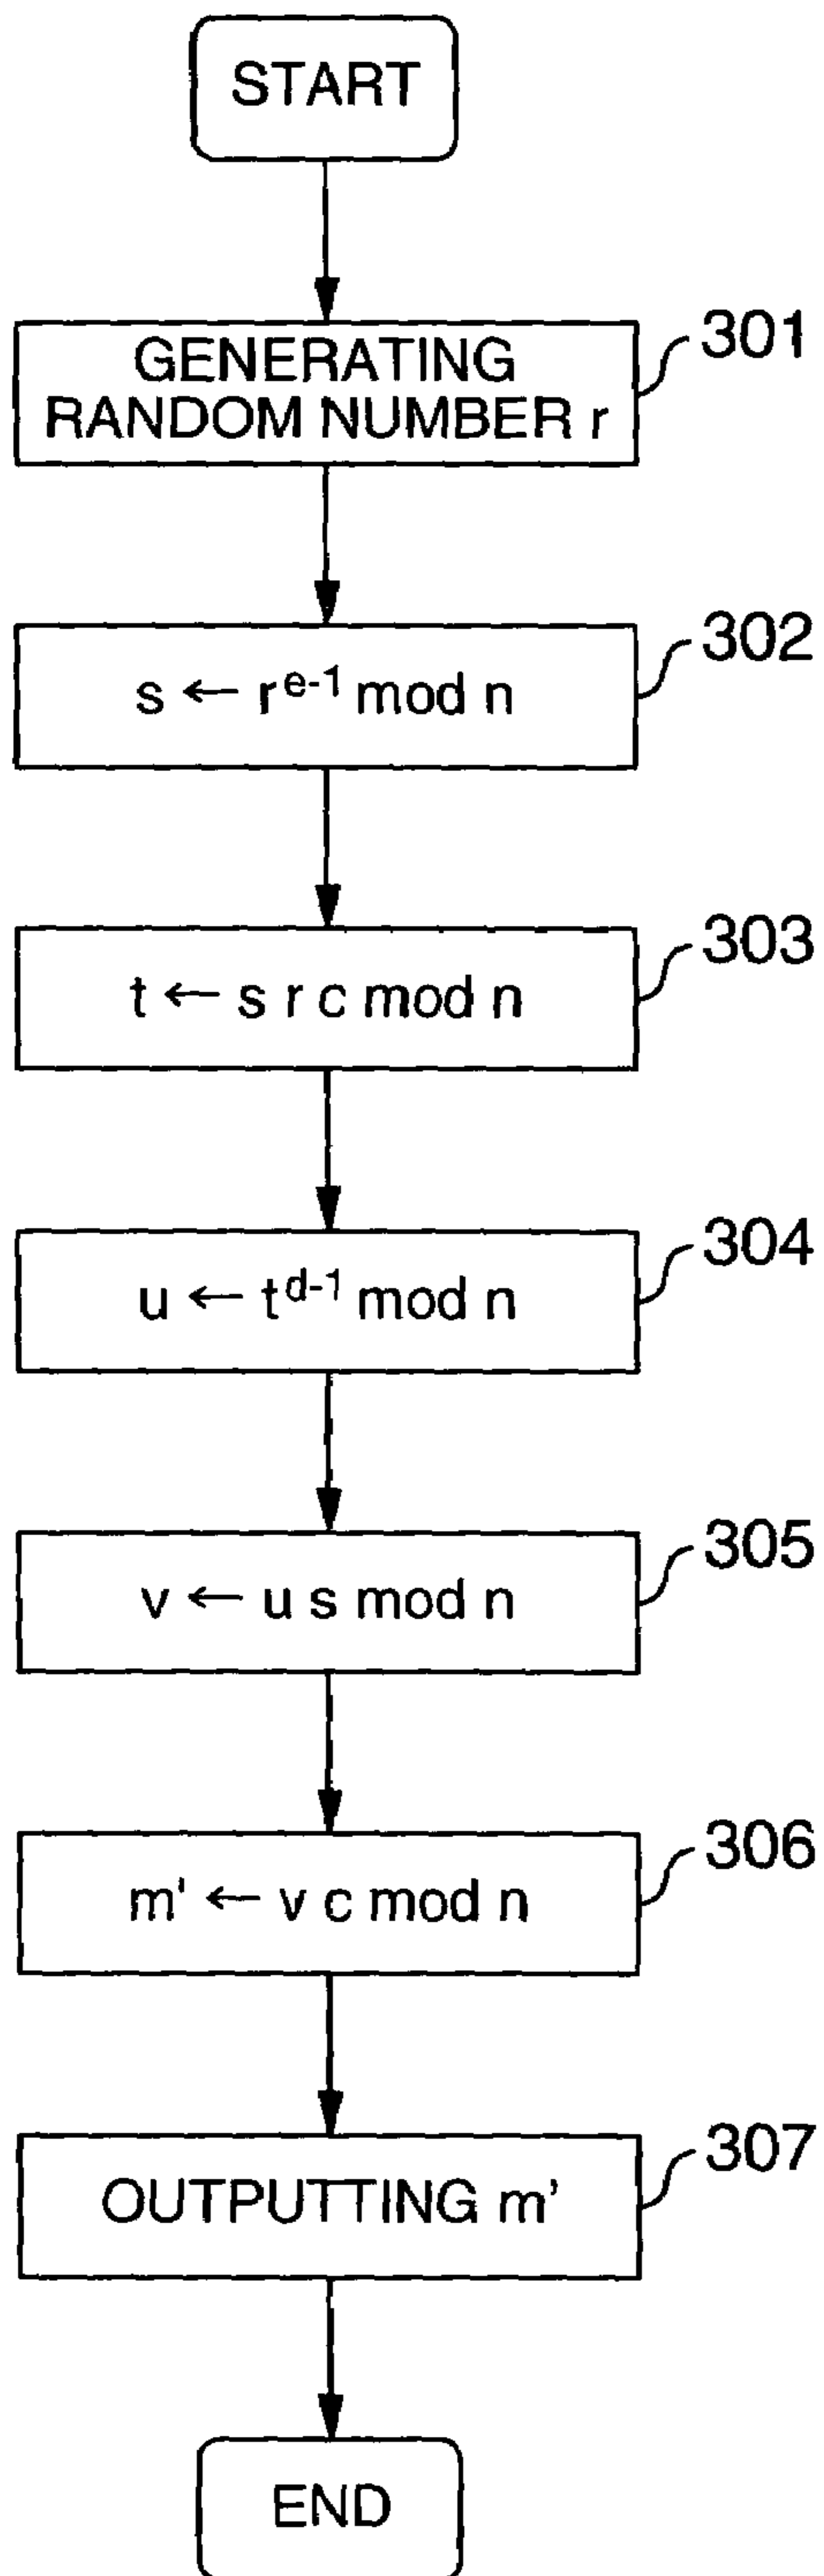 START
GENERATING
RANDOM NUMBER r
301
s ← r^{e-1} mod n
302
t ← s r c mod n
303
u ← t^{d-1} mod n
304
v ← u s mod n
305
m' ← v c mod n
306
OUTPUTTING m'
307
END